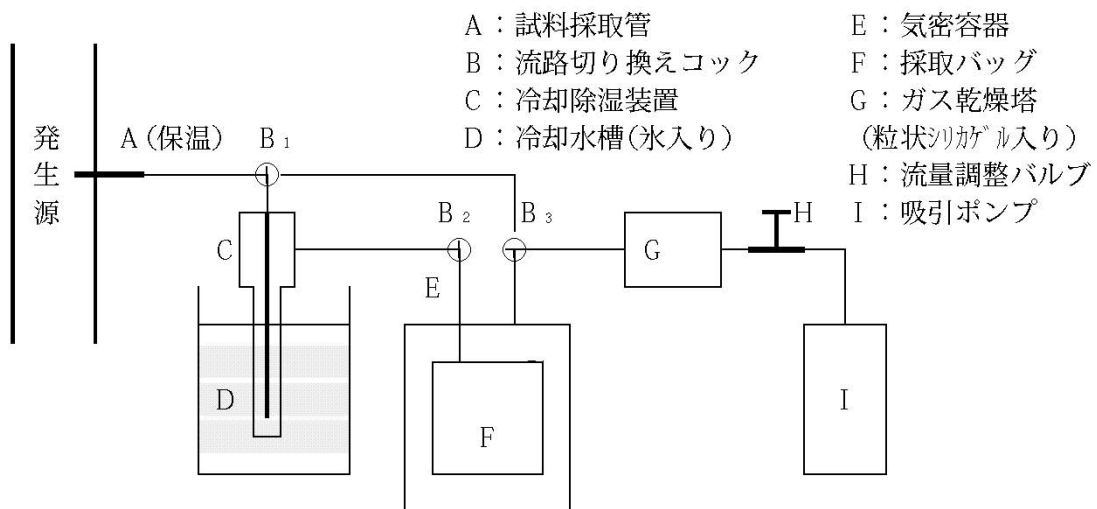 A：試料採取管
B：流路切り換えコック
C：冷却除湿装置
D：冷却水槽(氷入り)
E：気密容器
F：採取バッグ
G：ガス乾燥塔
(粒状ｼﾘｶｹﾞﾙ入り)
H：流量調整バルブ
I：吸引ポンプ
発生源
A(保温)
B₁
B₂
B₃
H
C
E
G
D
F
I